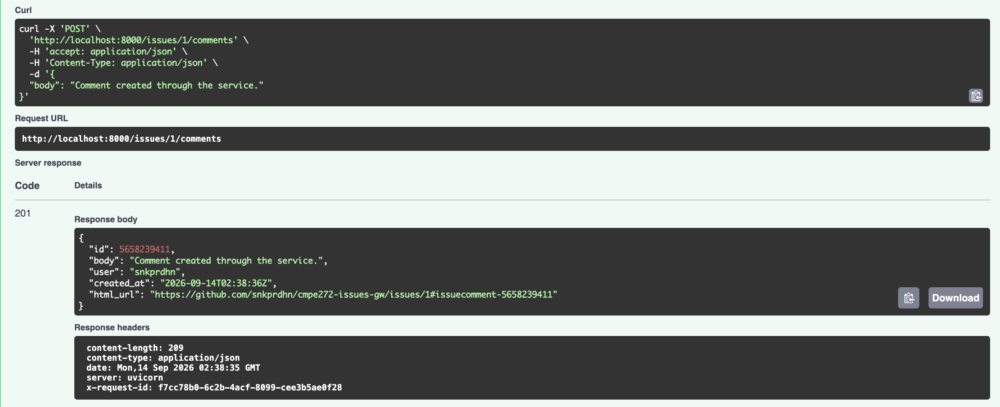 Curl
curl -X 'POST' \
  'http://localhost:8000/issues/1/comments' \
  -H 'accept: application/json' \
  -H 'Content-Type: application/json' \
  -d '{
  "body": "Comment created through the service."
}'
Request URL
http://localhost:8000/issues/1/comments
Server response
Code Details
201
Response body
{
  "id": 5658239411,
  "body": "Comment created through the service.",
  "user": "snkprdhn",
  "created_at": "2026-09-14T02:38:36Z",
  "html_url": "https://github.com/snkprdhn/cmpe272-issues-gw/issues/1#issuecomment-5658239411"
}
Download
Response headers
content-length: 209
content-type: application/json
date: Mon,14 Sep 2026 02:38:35 GMT
server: uvicorn
x-request-id: f7cc78b0-6c2b-4acf-8099-cee3b5ae0f28